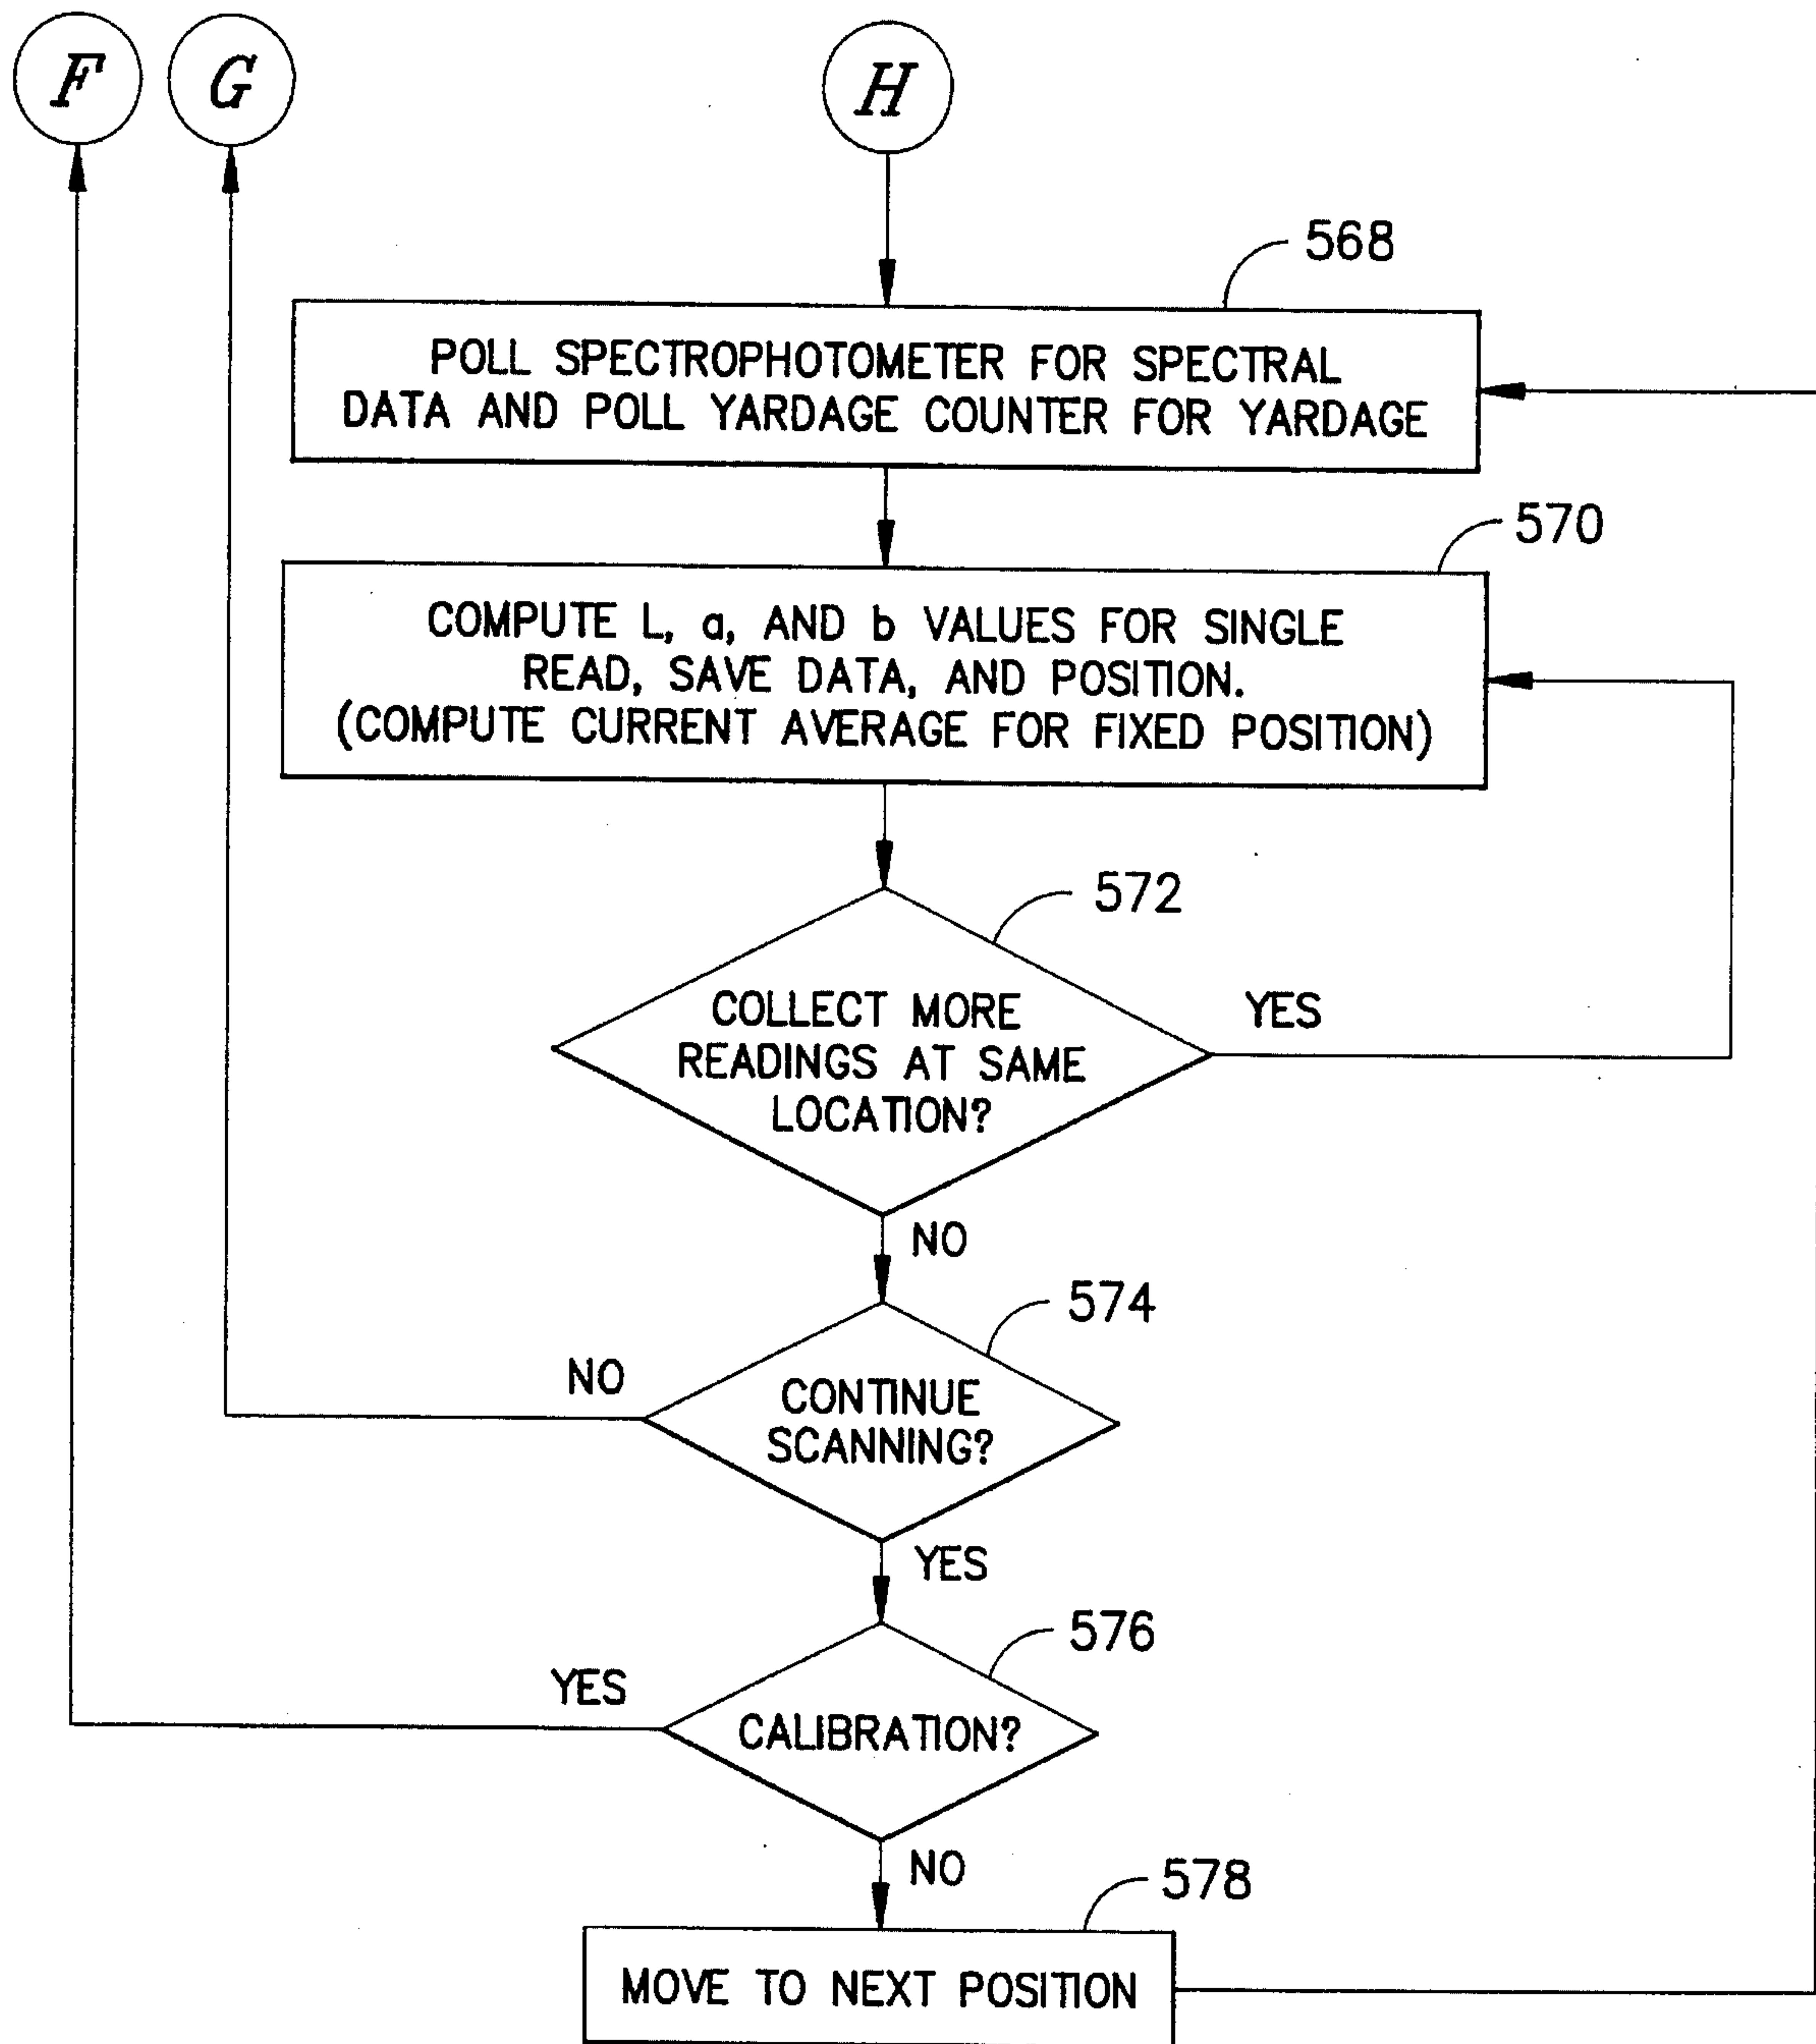 F G H
568
POLL SPECTROPHOTOMETER FOR SPECTRAL
DATA AND POLL YARDAGE COUNTER FOR YARDAGE
570
COMPUTE L, a, AND b VALUES FOR SINGLE
READ, SAVE DATA, AND POSITION.
(COMPUTE CURRENT AVERAGE FOR FIXED POSITION)
572
COLLECT MORE
READINGS AT SAME
LOCATION?
YES
NO
574
CONTINUE
SCANNING?
NO
YES
576
CALIBRATION?
YES
NO
578
MOVE TO NEXT POSITION